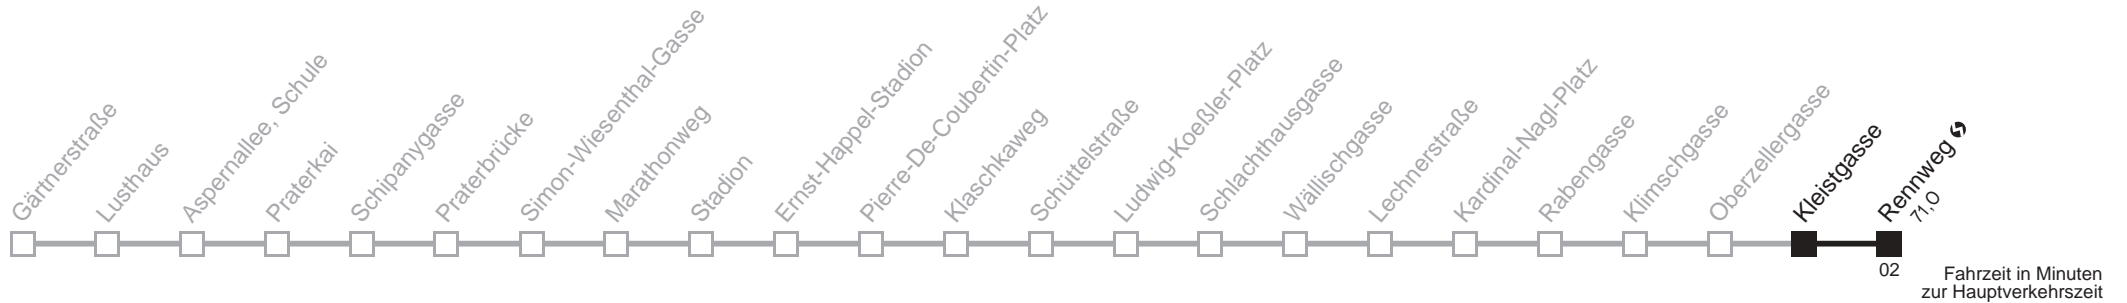 Gärtnerstraße
Lusthaus
Aspernallee, Schule
Praterkai
Schipanygasse
Praterbrücke
Simon-Wiesenthal-Gasse
Marathonweg
Stadion
Ernst-Happel-Stadion
Pierre-De-Coubertin-Platz
Klaschkaweg
Schüttelstraße
Ludwig-Koeßler-Platz
Schlachthausgasse
Wällischgasse
Lechnerstraße
Kardinal-Nagl-Platz
Rabengasse
Klimschgasse
Oberzellergasse
Kleistgasse
Rennweg
71,O
02
Fahrzeit in Minuten
zur Hauptverkehrszeit